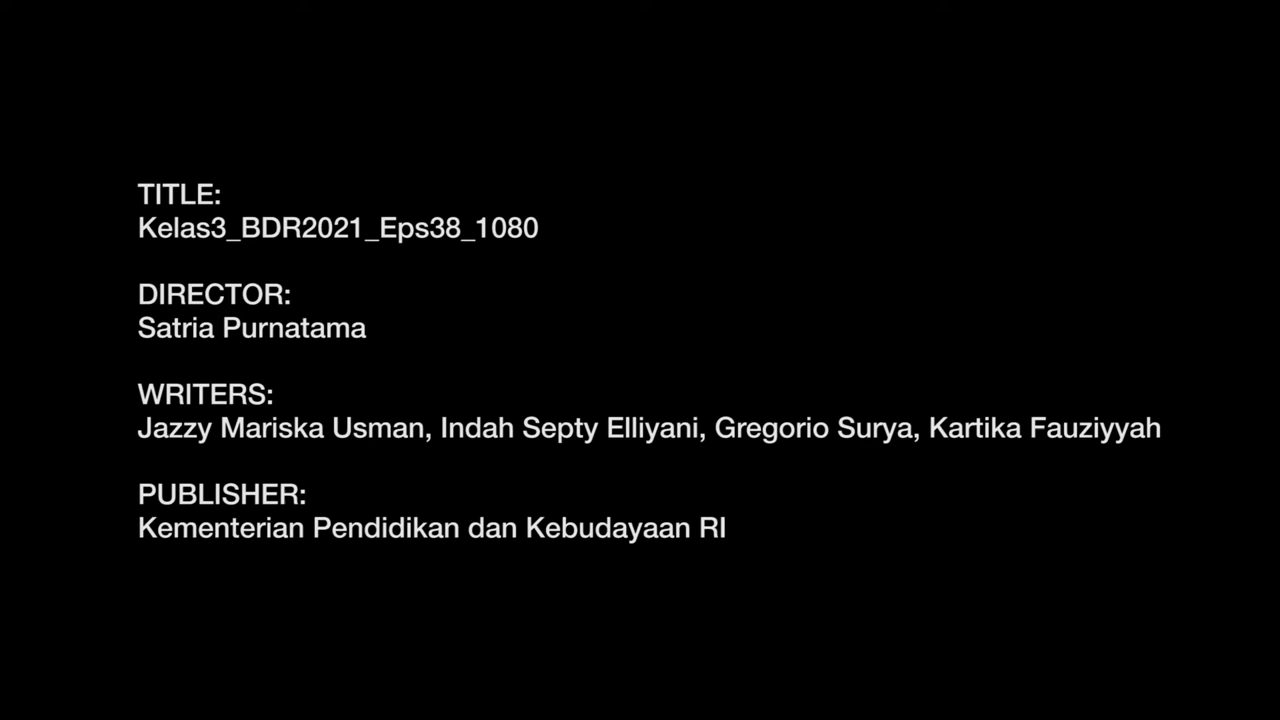 TITLE:
Kelas3_BDR2021_Eps38_1080
DIRECTOR:
Satria Purnatama
WRITERS:
Jazzy Mariska Usman, Indah Septy Elliyani, Gregorio Surya, Kartika Fauziyyah
PUBLISHER:
Kementerian Pendidikan dan Kebudayaan RI